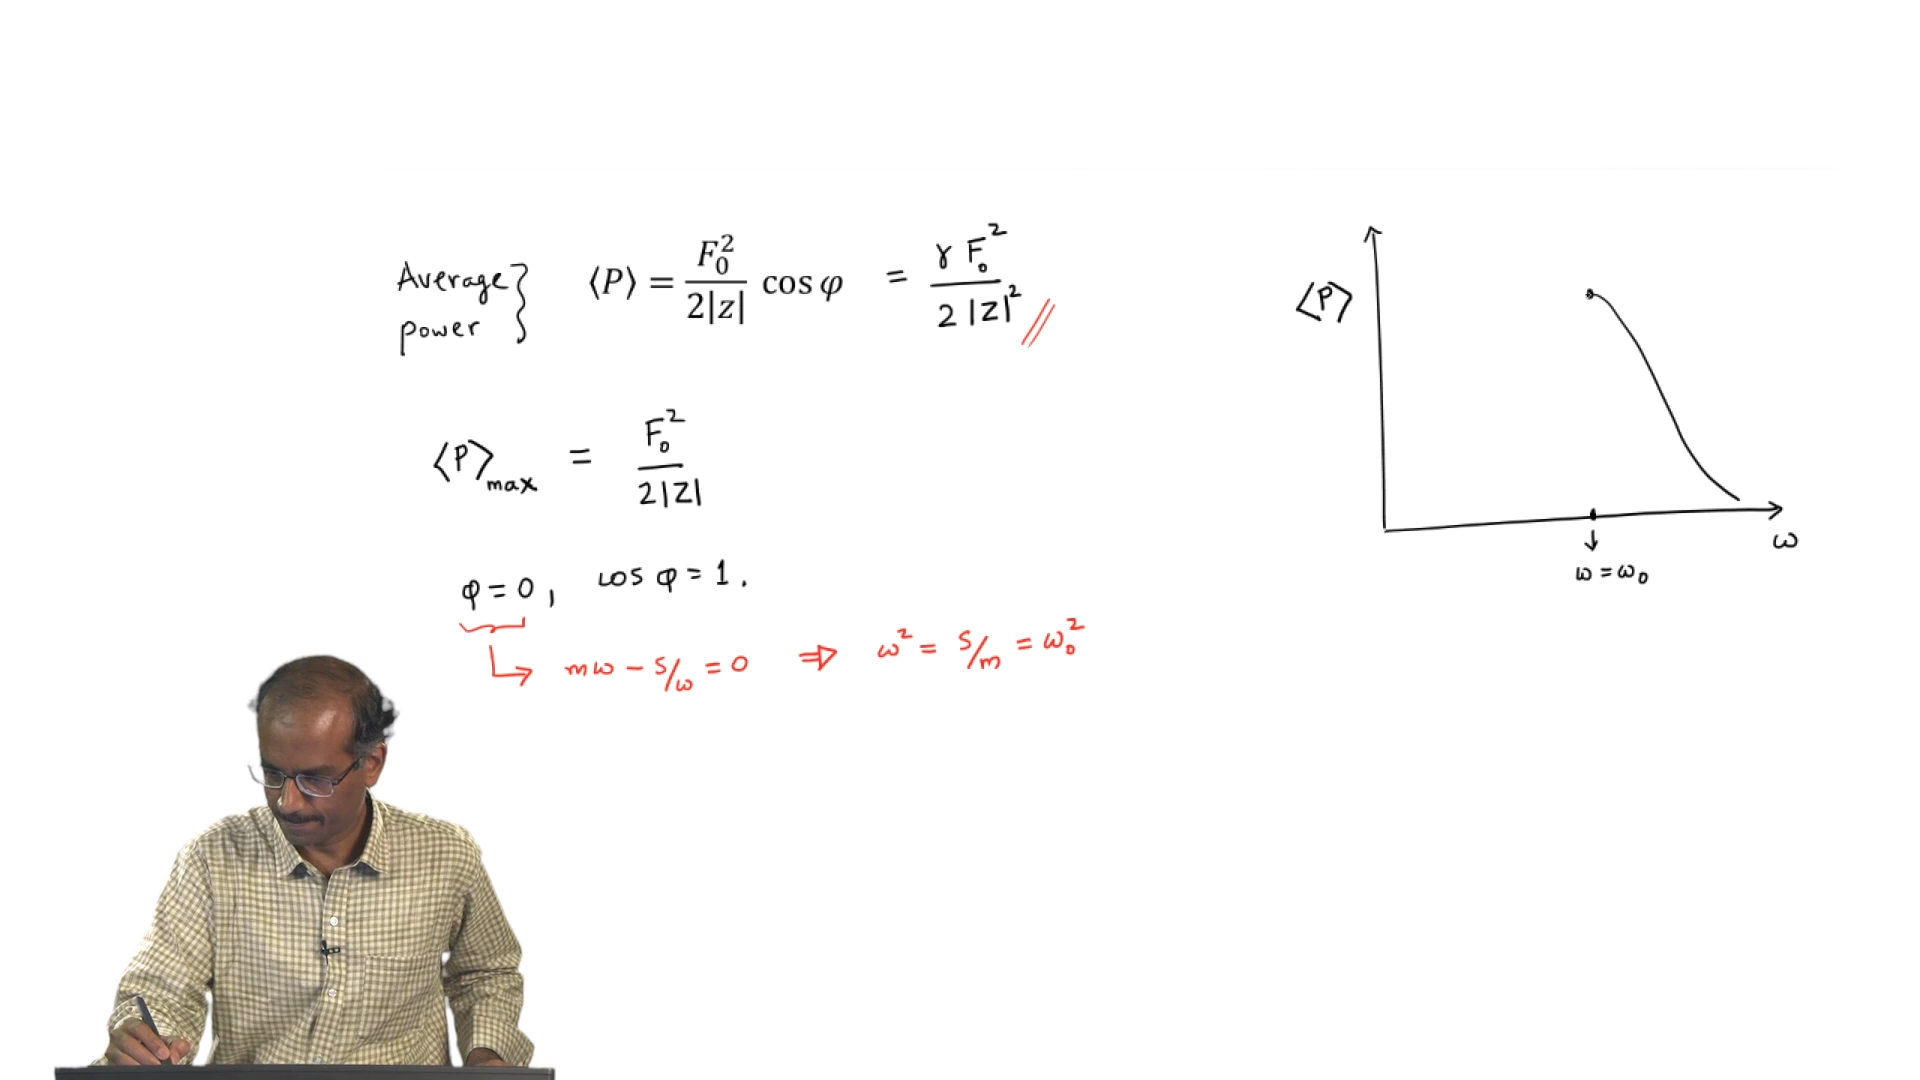 Average power } ⟨P⟩ = F₀²/2|z| cos φ = γ F₀²/2|Z|²
⟨P⟩max = F₀²/2|Z|
φ = 0, cos φ = 1.
↳ mω − s/ω = 0 ⇒ ω² = s/m = ω₀²
⟨P⟩
ω
ω = ω₀